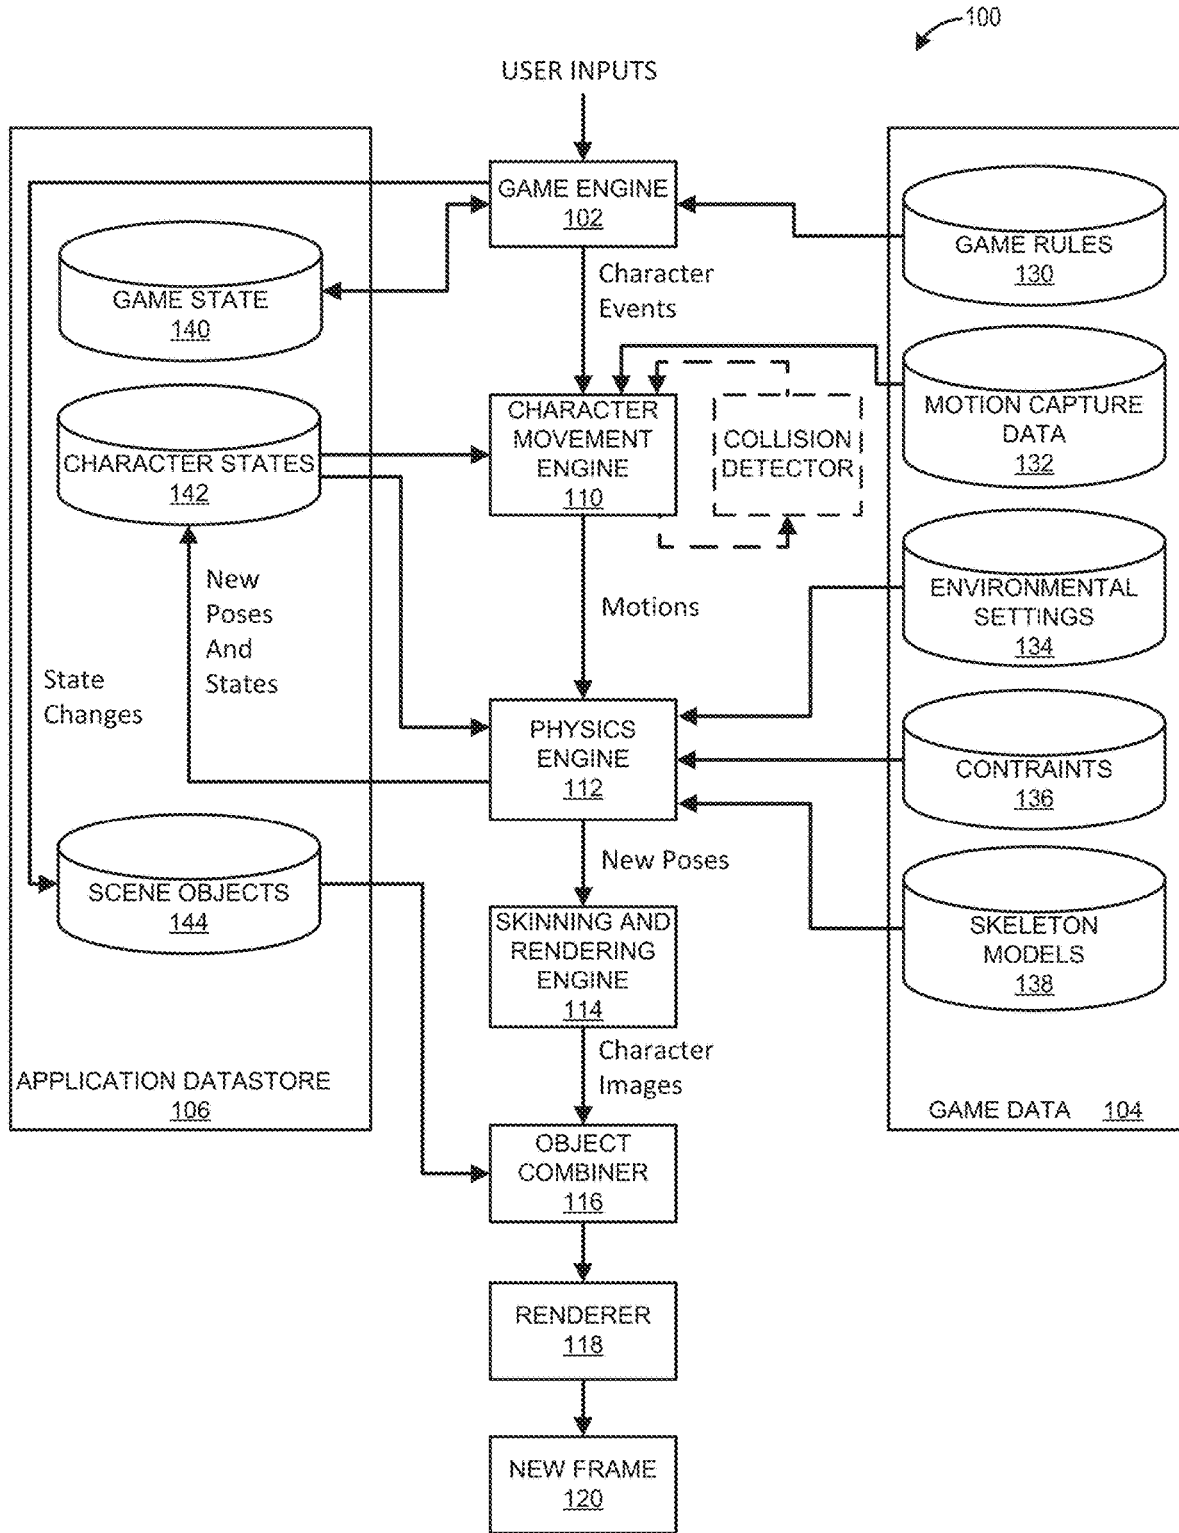 100
USER INPUTS
GAME ENGINE
102
GAME RULES
130
GAME STATE
140
Character
Events
MOTION CAPTURE
DATA
132
CHARACTER
MOVEMENT
ENGINE
110
COLLISION
DETECTOR
CHARACTER STATES
142
New
Poses
And
States
Motions
ENVIRONMENTAL
SETTINGS
134
State
Changes
PHYSICS
ENGINE
112
CONTRAINTS
136
New Poses
SCENE OBJECTS
144
SKINNING AND
RENDERING
ENGINE
114
SKELETON
MODELS
138
Character
Images
APPLICATION DATASTORE
106
GAME DATA 104
OBJECT
COMBINER
116
RENDERER
118
NEW FRAME
120